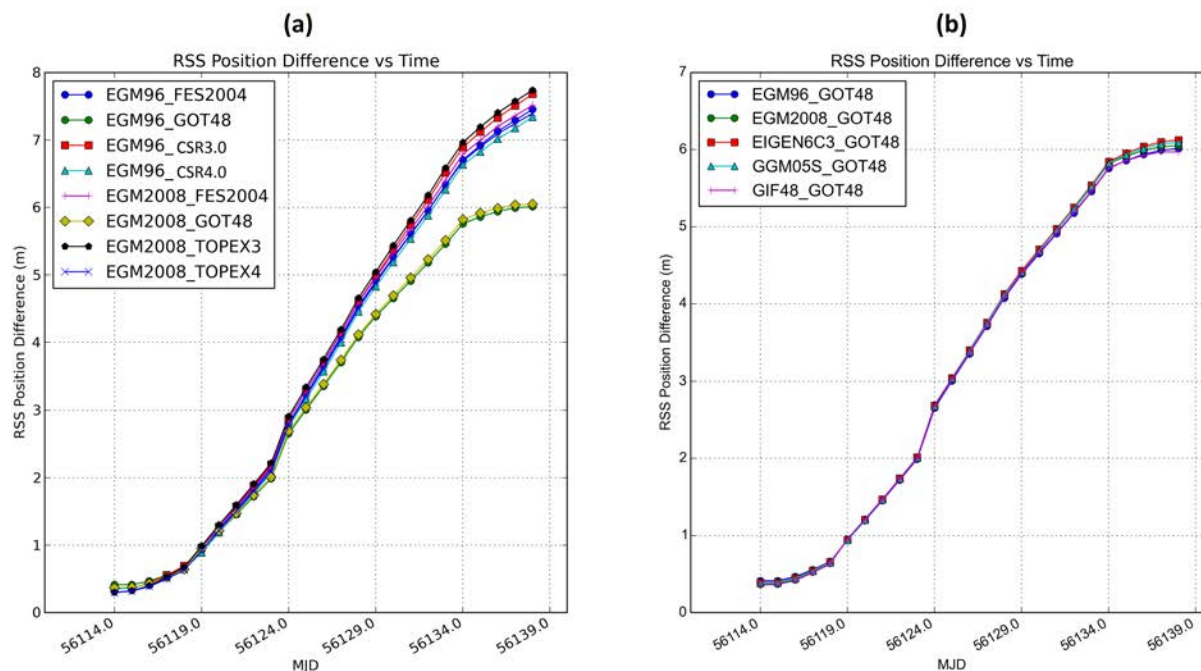 (a)
RSS Position Difference vs Time
8
7
6
5
4
3
2
1
0
RSS Position Difference (m)
EGM96_FES2004
EGM96_GOT48
EGM96_CSR3.0
EGM96_CSR4.0
EGM2008_FES2004
EGM2008_GOT48
EGM2008_TOPEX3
EGM2008_TOPEX4
56114.0
56119.0
56124.0
56129.0
56134.0
56139.0
MJD
(b)
RSS Position Difference vs Time
7
6
5
4
3
2
1
0
RSS Position Difference (m)
EGM96_GOT48
EGM2008_GOT48
EIGEN6C3_GOT48
GGM05S_GOT48
GIF48_GOT48
56114.0
56119.0
56124.0
56129.0
56134.0
56139.0
MJD